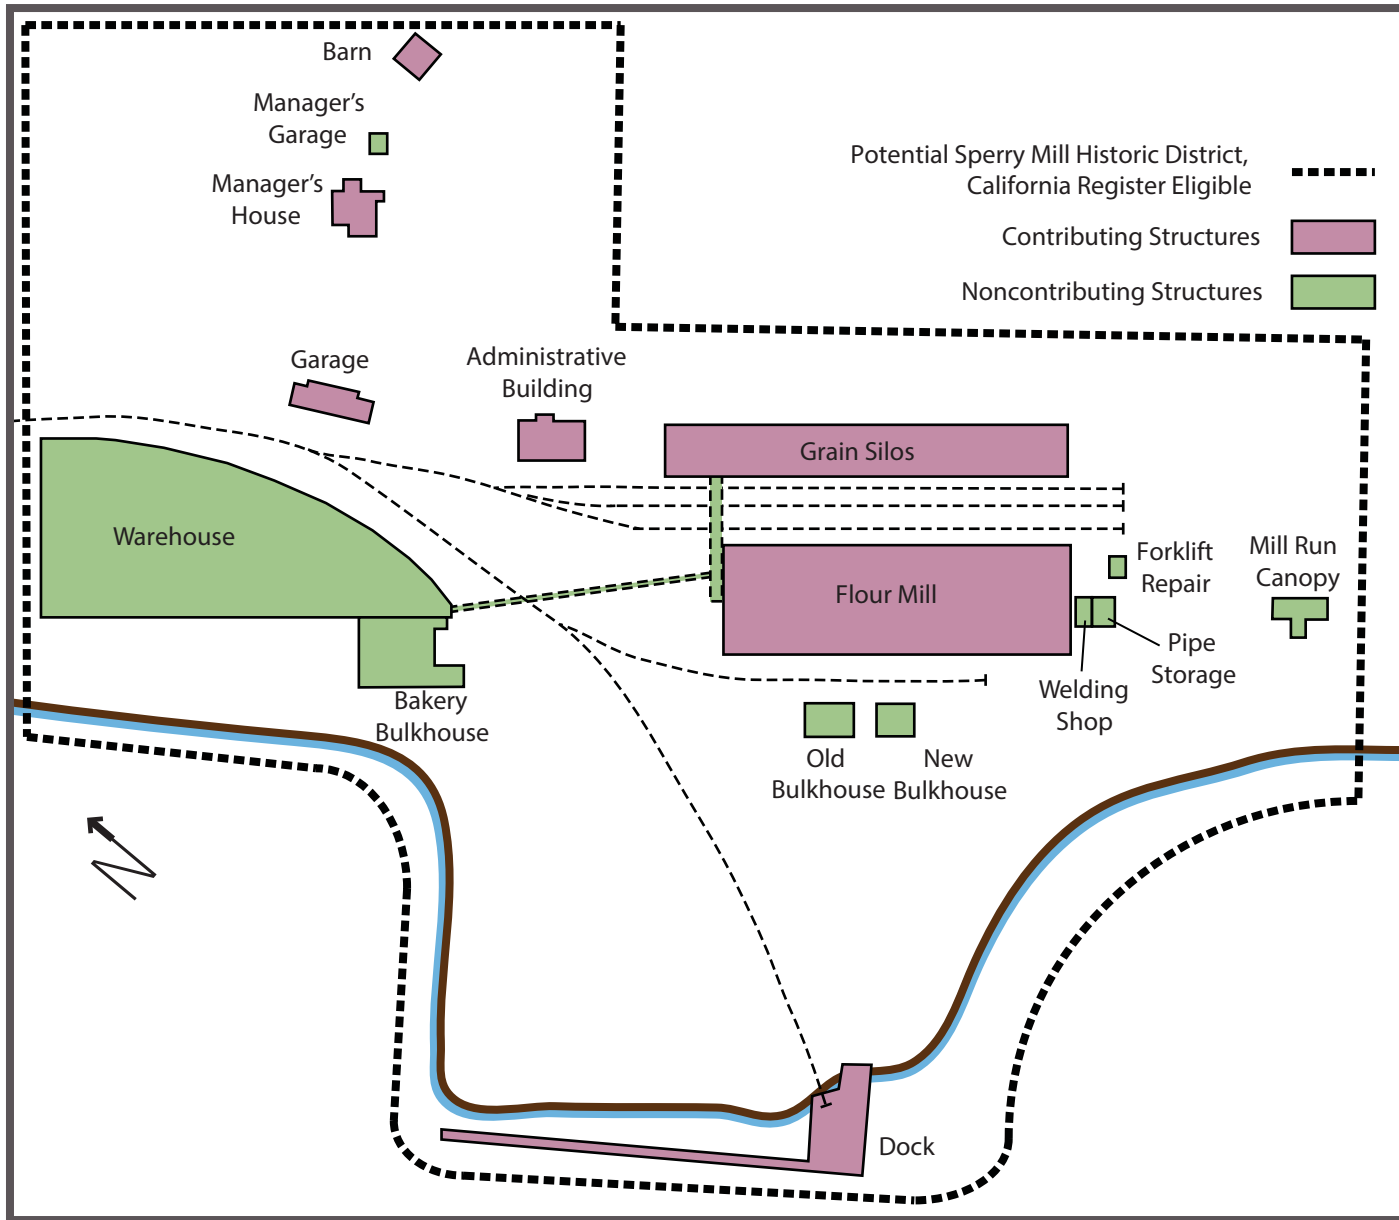 Barn
Manager’s
Garage
Manager’s
House
Potential Sperry Mill Historic District,
California Register Eligible
Contributing Structures
Noncontributing Structures
Garage
Administrative
Building
Grain Silos
Warehouse
Flour Mill
Forklift
Repair
Mill Run
Canopy
Pipe
Storage
Welding
Shop
Bakery
Bulkhouse
Old
Bulkhouse
New
Bulkhouse
N
Dock